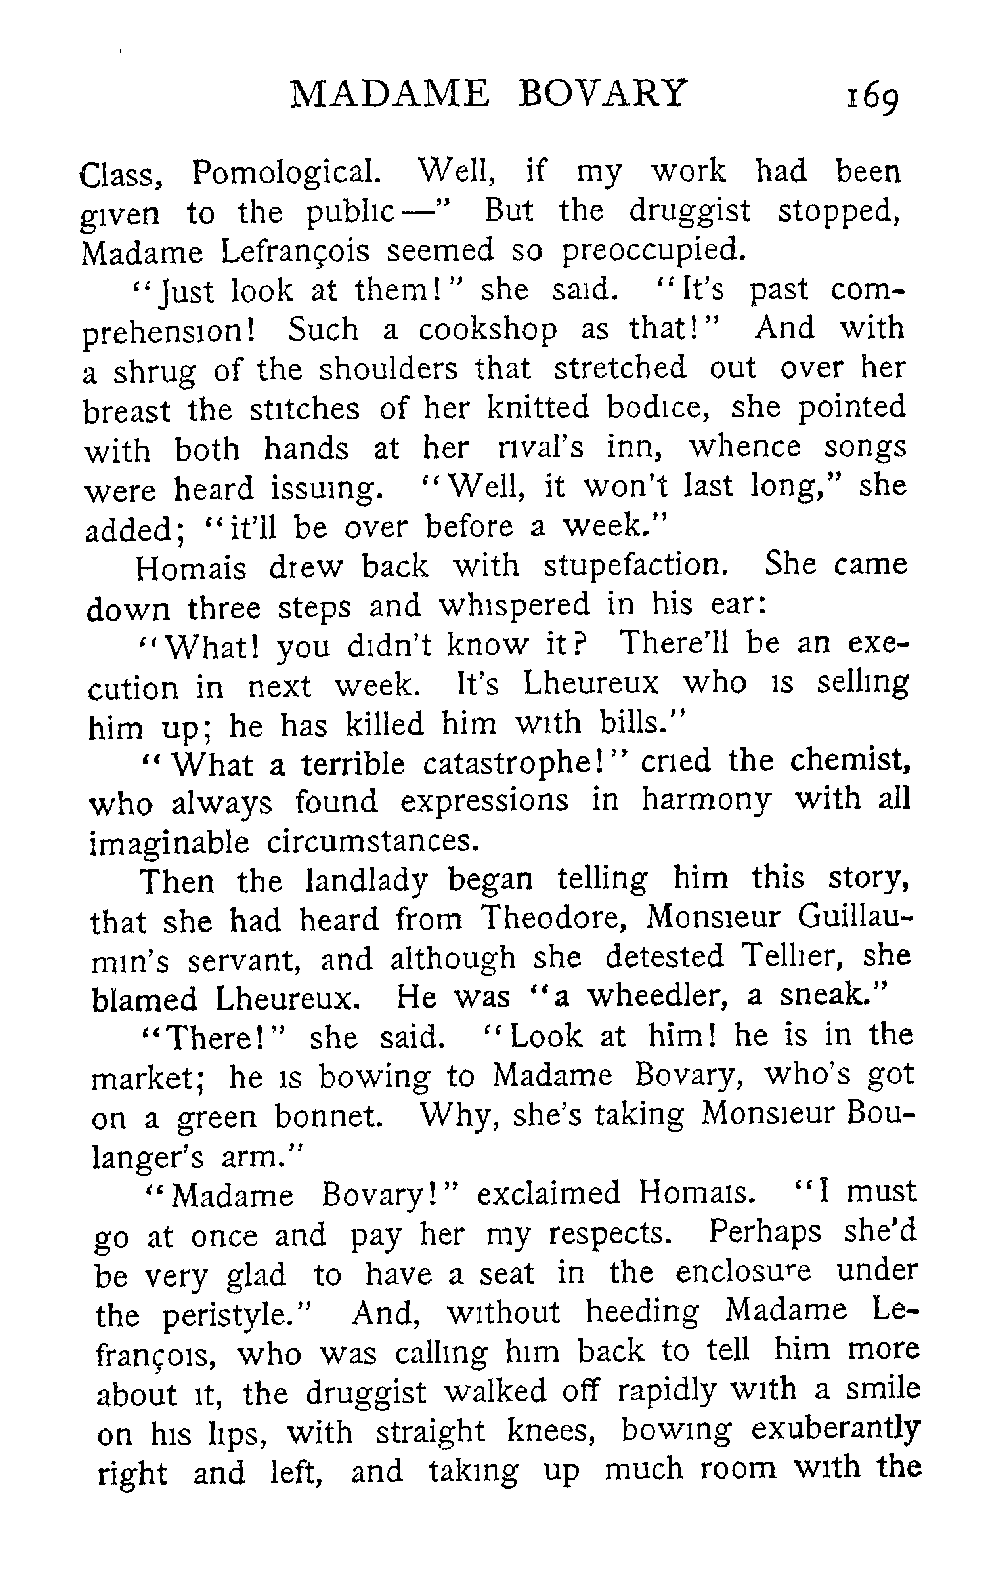 MADAME BOVARY 169
Class, Pomological. Well, if my work had been
given to the public—" But the druggist stopped,
Madame Lefrançois seemed so preoccupied.
"Just look at them!" she said. "It's past com-
prehension! Such a cookshop as that!" And with
a shrug of the shoulders that stretched out over her
breast the stitches of her knitted bodice, she pointed
with both hands at her rival's inn, whence songs
were heard issuing. "Well, it won't last long," she
added; "it'll be over before a week."
Homais drew back with stupefaction. She came
down three steps and whispered in his ear:
"What! you didn't know it? There'll be an exe-
cution in next week. It's Lheureux who is selling
him up; he has killed him with bills."
"What a terrible catastrophe!" cried the chemist,
who always found expressions in harmony with all
imaginable circumstances.
Then the landlady began telling him this story,
that she had heard from Theodore, Monsieur Guillau-
min's servant, and although she detested Tellier, she
blamed Lheureux. He was "a wheedler, a sneak."
"There!" she said. "Look at him! he is in the
market; he is bowing to Madame Bovary, who's got
on a green bonnet. Why, she's taking Monsieur Bou-
langer's arm."
"Madame Bovary!" exclaimed Homais. "I must
go at once and pay her my respects. Perhaps she'd
be very glad to have a seat in the enclosure under
the peristyle." And, without heeding Madame Le-
françois, who was calling him back to tell him more
about it, the druggist walked off rapidly with a smile
on his lips, with straight knees, bowing exuberantly
right and left, and taking up much room with the